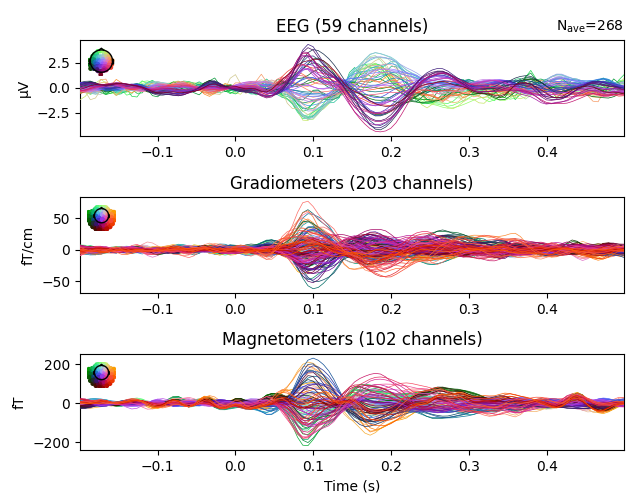 EEG (59 channels)
Nave=268
2.5
0.0
−2.5
µV
−0.1 0.0 0.1 0.2 0.3 0.4
Gradiometers (203 channels)
50
0
−50
fT/cm
−0.1 0.0 0.1 0.2 0.3 0.4
Magnetometers (102 channels)
200
0
−200
fT
−0.1 0.0 0.1 0.2 0.3 0.4
Time (s)